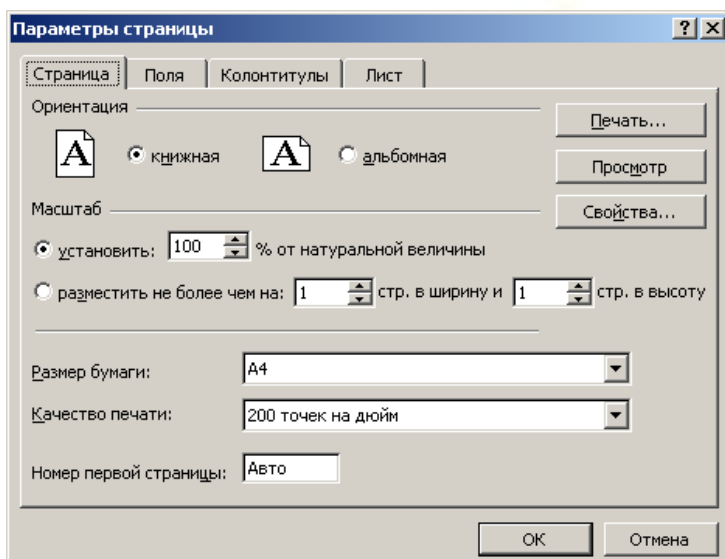 Параметры страницы
Страница Поля Колонтитулы Лист
Ориентация
Печать...
A книжная A альбомная
Просмотр
Масштаб
Свойства...
установить: 100 % от натуральной величины
разместить не более чем на: 1 стр. в ширину и 1 стр. в высоту
Размер бумаги: A4
Качество печати: 200 точек на дюйм
Номер первой страницы: Авто
ОК Отмена